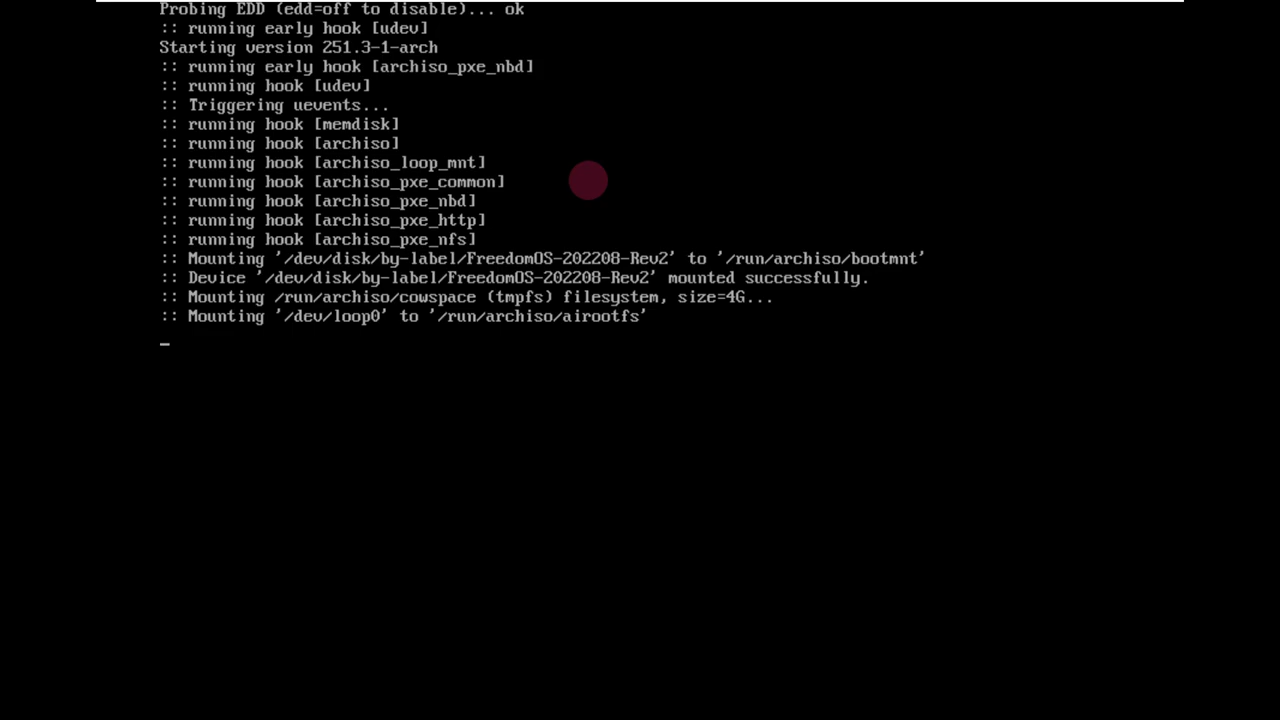 Probing EDD (edd=off to disable)... ok
:: running early hook [udev]
Starting version 251.3-1-arch
:: running early hook [archiso_pxe_nbd]
:: running hook [udev]
:: Triggering uevents...
:: running hook [memdisk]
:: running hook [archiso]
:: running hook [archiso_loop_mnt]
:: running hook [archiso_pxe_common]
:: running hook [archiso_pxe_nbd]
:: running hook [archiso_pxe_http]
:: running hook [archiso_pxe_nfs]
:: Mounting '/dev/disk/by-label/FreedomOS-202208-Rev2' to '/run/archiso/bootmnt'
:: Device '/dev/disk/by-label/FreedomOS-202208-Rev2' mounted successfully.
:: Mounting /run/archiso/cowspace (tmpfs) filesystem, size=4G...
:: Mounting '/dev/loop0' to '/run/archiso/airootfs'
_